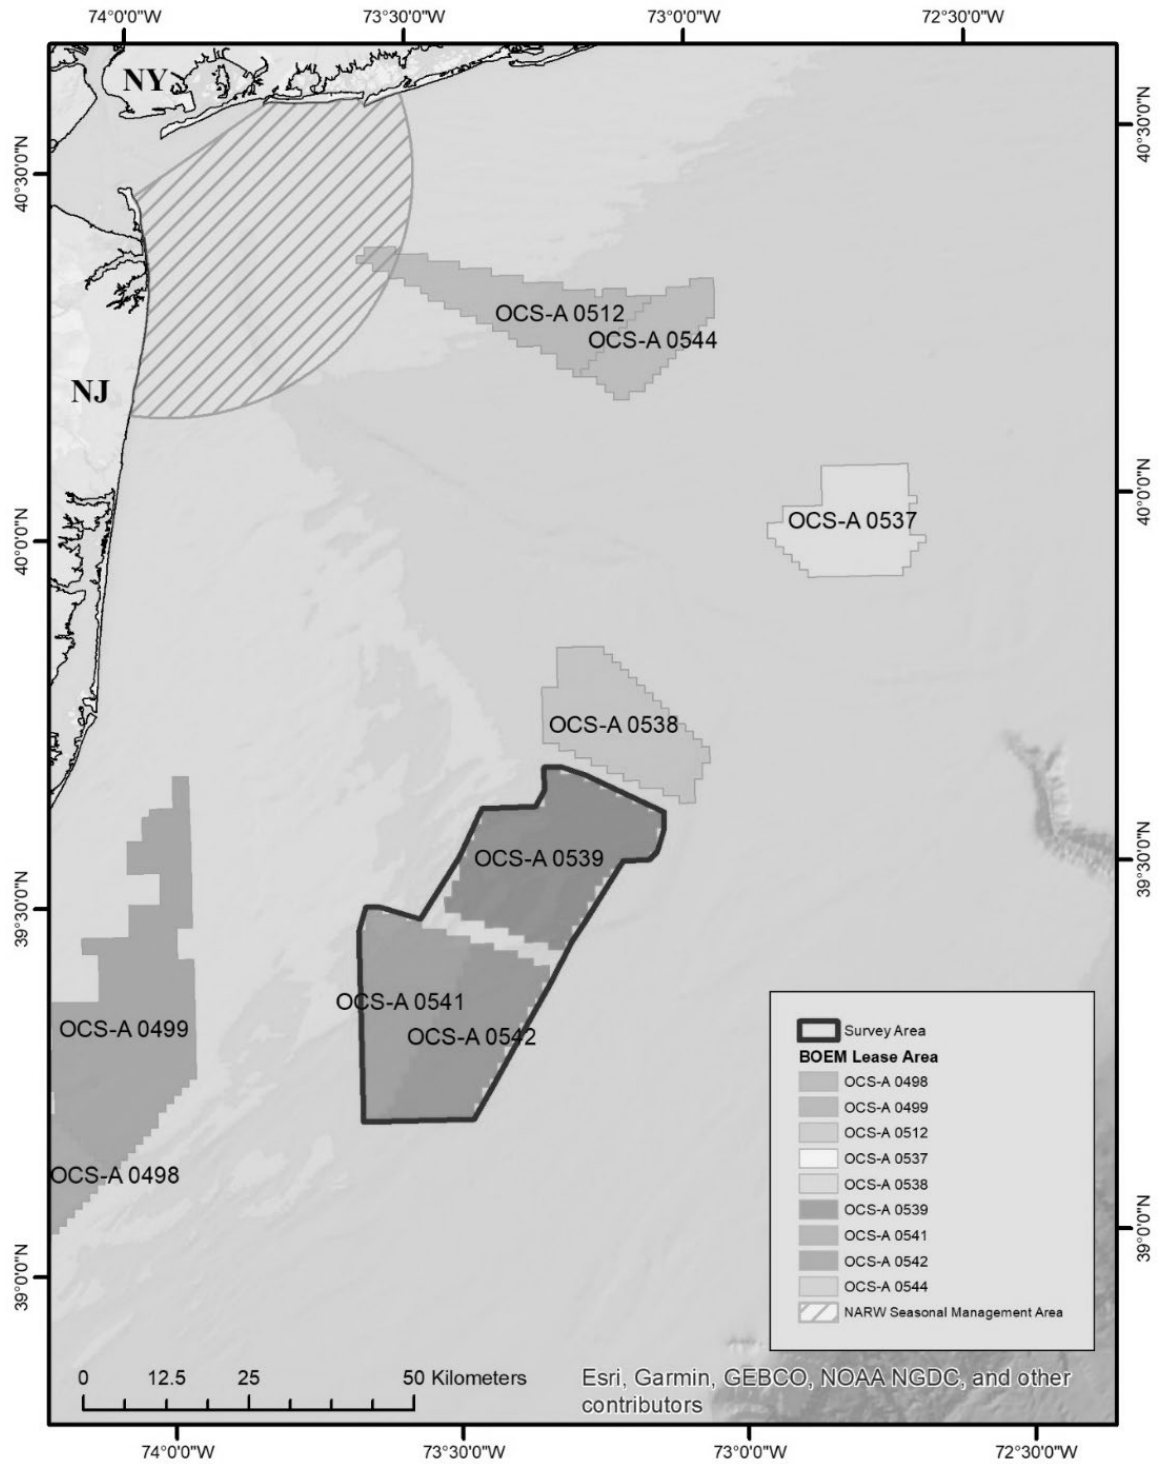 74°0'0"W 73°30'0"W 73°0'0"W 72°30'0"W
NY
40°30'0"N
40°30'0"N
OCS-A 0512
OCS-A 0544
NJ
40°0'0"N
OCS-A 0537
40°0'0"N
OCS-A 0538
OCS-A 0539
39°30'0"N
39°30'0"N
OCS-A 0541
OCS-A 0499
OCS-A 0542
OCS-A 0498
39°0'0"N
39°0'0"N
Survey Area
BOEM Lease Area
OCS-A 0498
OCS-A 0499
OCS-A 0512
OCS-A 0537
OCS-A 0538
OCS-A 0539
OCS-A 0541
OCS-A 0542
OCS-A 0544
NARW Seasonal Management Area
0 12.5 25 50 Kilometers
Esri, Garmin, GEBCO, NOAA NGDC, and other
contributors
74°0'0"W 73°30'0"W 73°0'0"W 72°30'0"W